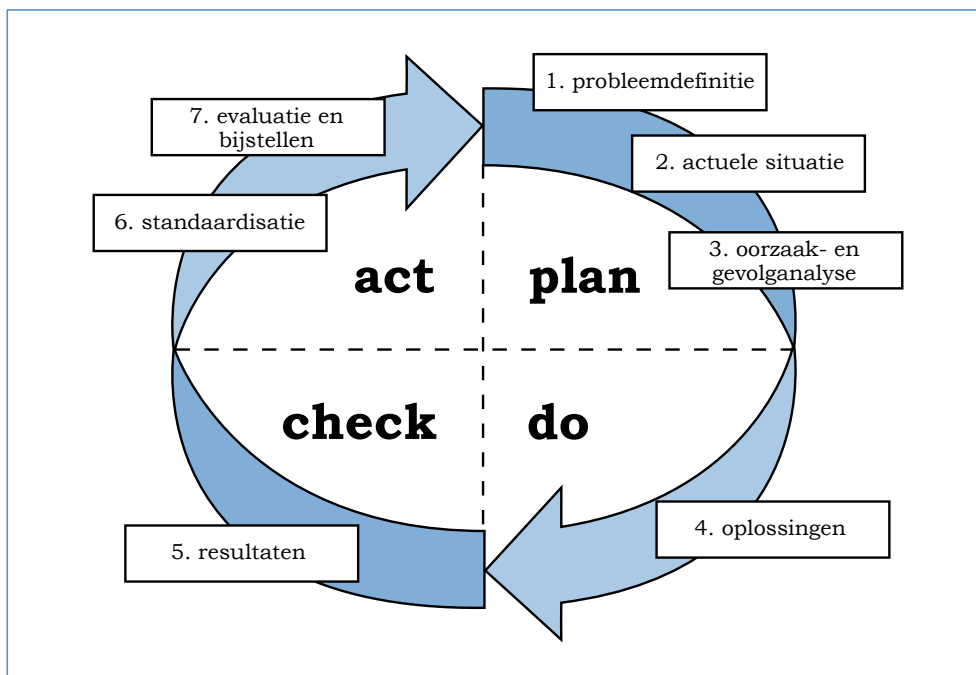 1. probleemdefinitie
2. actuele situatie
3. oorzaak- en
gevolganalyse
4. oplossingen
5. resultaten
6. standaardisatie
7. evaluatie en
bijstellen
act
plan
check
do